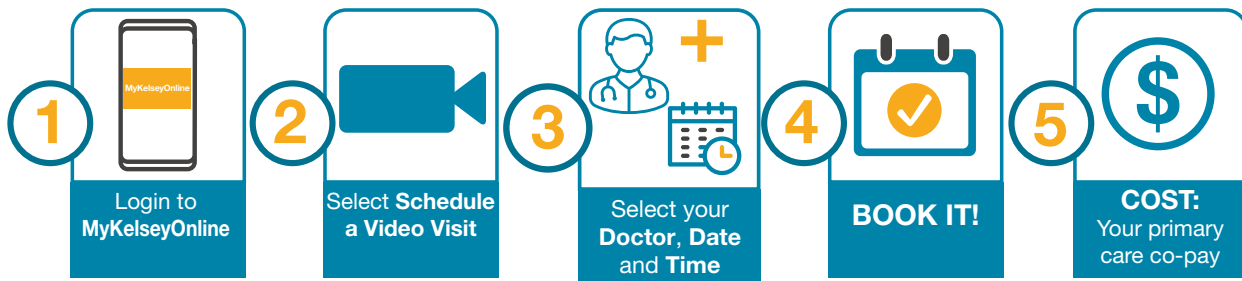 1
MyKelseyOnline
Login to
MyKelseyOnline
2
Select Schedule
a Video Visit
3
Select your
Doctor, Date
and Time
4
BOOK IT!
5
$
COST:
Your primary
care co-pay